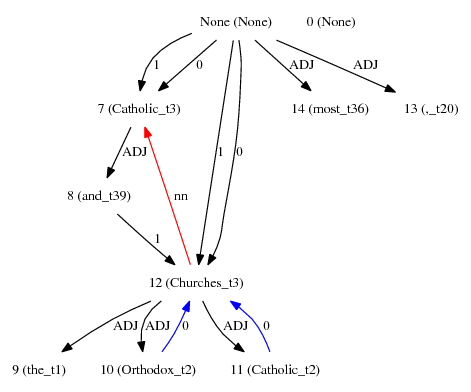 None (None) 0 (None)
1 0 ADJ ADJ
7 (Catholic_t3) 14 (most_t36) 13 (,_t20)
ADJ 1 0
8 (and_t39) nn
1
12 (Churches_t3)
ADJ ADJ 0 ADJ 0
9 (the_t1) 10 (Orthodox_t2) 11 (Catholic_t2)